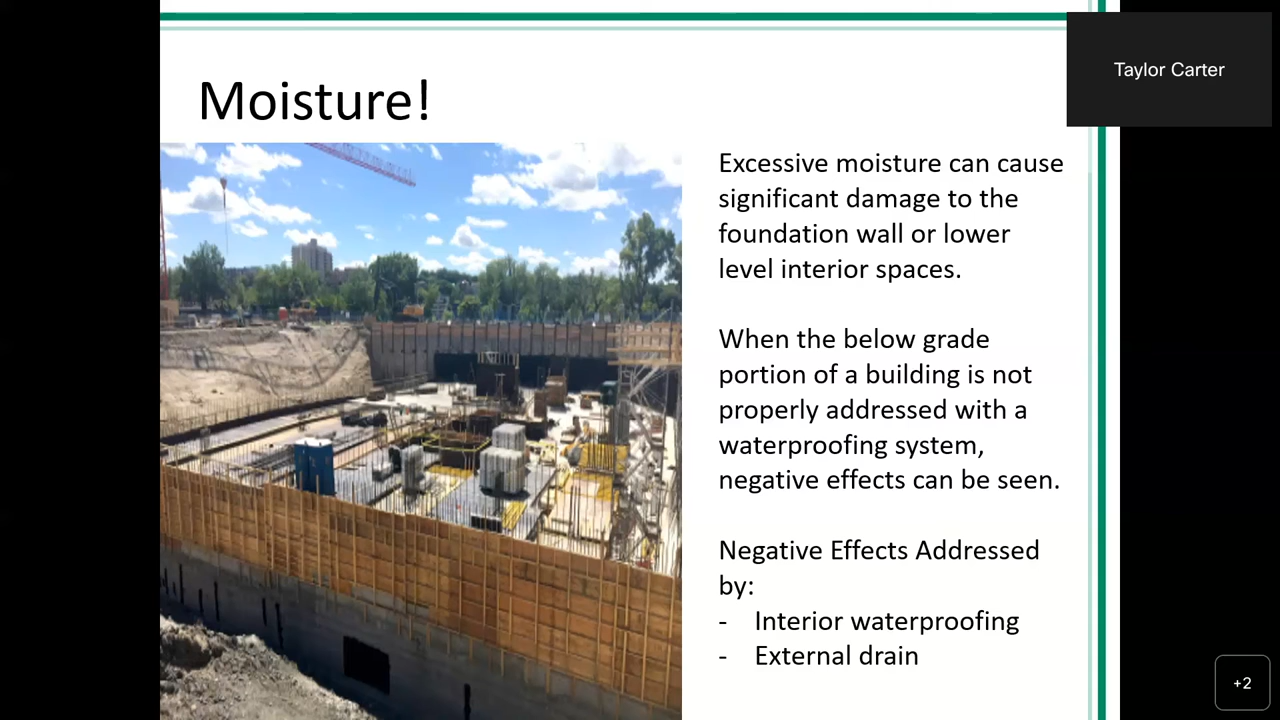 Moisture!
Taylor Carter
Excessive moisture can cause
significant damage to the
foundation wall or lower
level interior spaces.
When the below grade
portion of a building is not
properly addressed with a
waterproofing system,
negative effects can be seen.
Negative Effects Addressed
by:
- Interior waterproofing
- External drain
+2